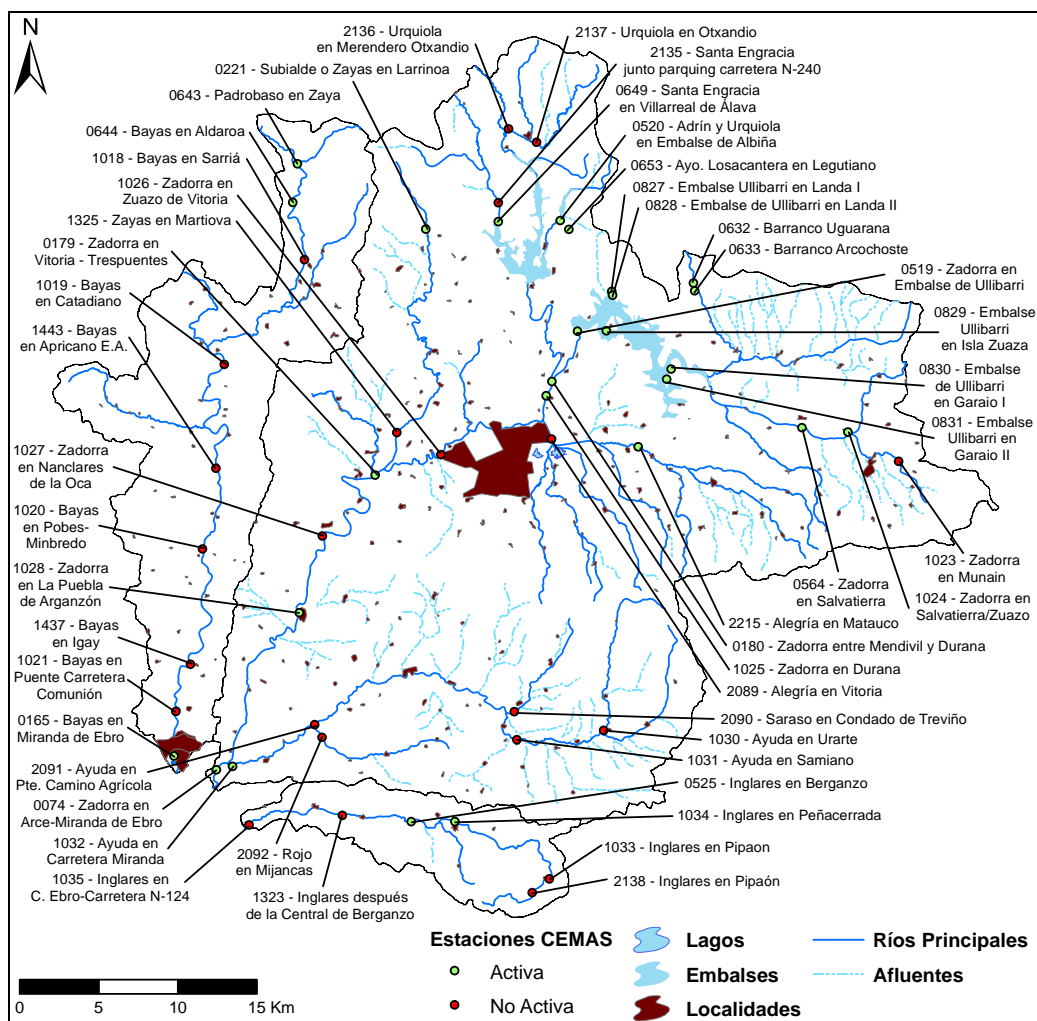 N
2136 - Urquiola
en Merendero Otxandio
2137 - Urquiola en Otxandio
2135 - Santa Engracia
junto parquing carretera N-240
0221 - Subialde o Zayas en Larrinoa
0649 - Santa Engracia
en Villarreal de Álava
0643 - Padrobaso en Zaya
0520 - Adrín y Urquiola
en Embalse de Albiña
0644 - Bayas en Aldaroa
0653 - Ayo. Losacantera en Legutiano
1018 - Bayas en Sarriá
0827 - Embalse Ullibarri en Landa I
0828 - Embalse de Ullibarri en Landa II
1026 - Zadorra en
Zuazo de Vitoria
1325 - Zayas en Martiova
0632 - Barranco Uguarana
0633 - Barranco Arcochoste
0179 - Zadorra en
Vitoria - Trespuentes
0519 - Zadorra en
Embalse de Ullibarri
1019 - Bayas
en Catadiano
0829 - Embalse
Ullibarri
en Isla Zuaza
1443 - Bayas
en Apricano E.A.
0830 - Embalse
de Ullibarri
en Garaio I
0831 - Embalse
Ullibarri en
Garaio II
1027 - Zadorra
en Nanclares
de la Oca
1020 - Bayas
en Pobes-
Minbredo
1028 - Zadorra
en La Puebla
de Arganzón
1023 - Zadorra
en Munain
0564 - Zadorra
en Salvatierra
1024 - Zadorra en
Salvatierra/Zuazo
2215 - Alegría en Matauco
1437 - Bayas
en Igay
0180 - Zadorra entre Mendivil y Durana
1025 - Zadorra en Durana
1021 - Bayas en
Puente Carretera
Comunión
2089 - Alegría en Vitoria
0165 - Bayas en
Miranda de Ebro
2090 - Saraso en Condado de Treviño
1030 - Ayuda en Urarte
2091 - Ayuda en
Pte. Camino Agrícola
1031 - Ayuda en Samiano
0525 - Inglares en Berganzo
0074 - Zadorra en
Arce-Miranda de Ebro
1034 - Inglares en Peñacerrada
1032 - Ayuda en
Carretera Miranda
2092 - Rojo
en Mijancas
1033 - Inglares en Pipaon
1035 - Inglares en
C. Ebro-Carretera N-124
1323 - Inglares después
de la Central de Berganzo
2138 - Inglares en Pipaón
Estaciones CEMAS
Activa
No Activa
Lagos
Embalses
Localidades
Ríos Principales
Afluentes
0 5 10 15 Km